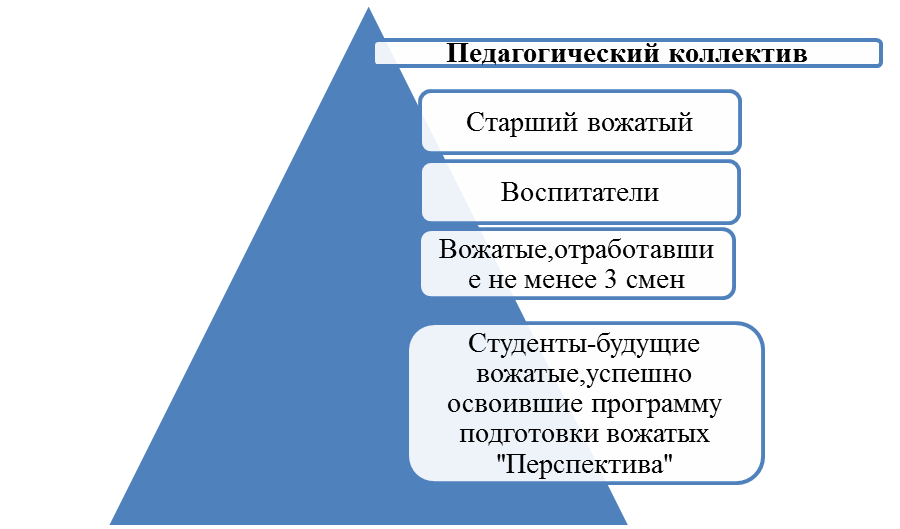 Педагогический коллектив
Старший вожатый
Воспитатели
Вожатые,отработавши
е не менее 3 смен
Студенты-будущие
вожатые,успешно
освоившие программу
подготовки вожатых
"Перспектива"